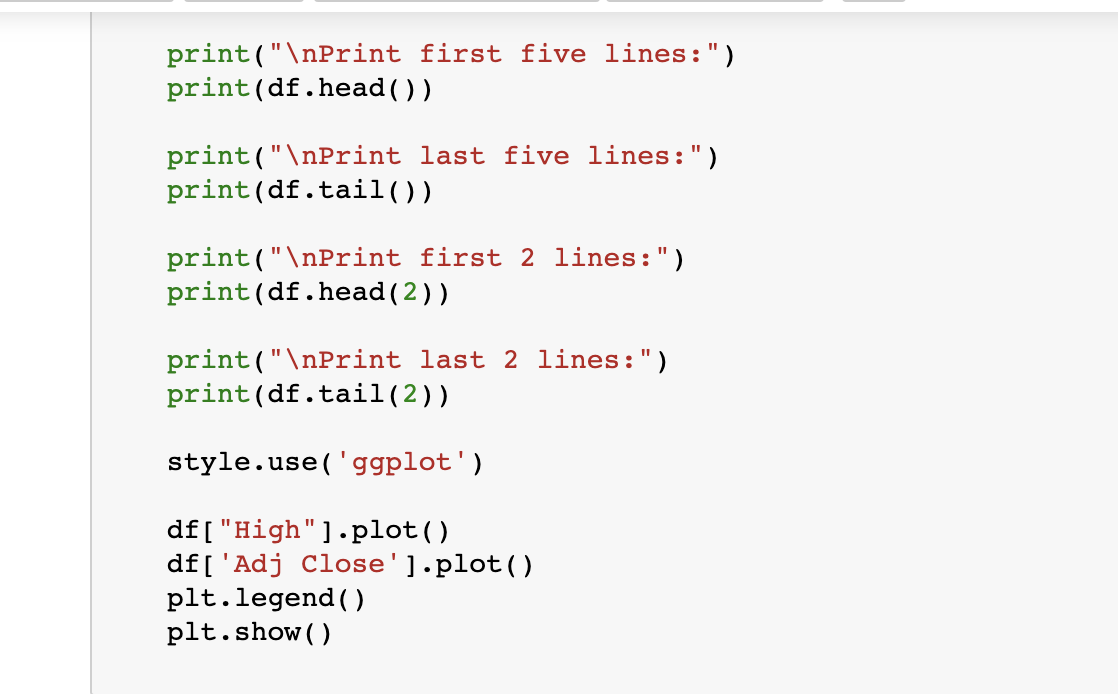 print("\nPrint first five lines:")
print(df.head())
print("\nPrint last five lines:")
print(df.tail())
print("\nPrint first 2 lines:")
print(df.head(2))
print("\nPrint last 2 lines:")
print(df.tail(2))
style.use('ggplot')
df["High"].plot()
df['Adj Close'].plot()
plt.legend()
plt.show()